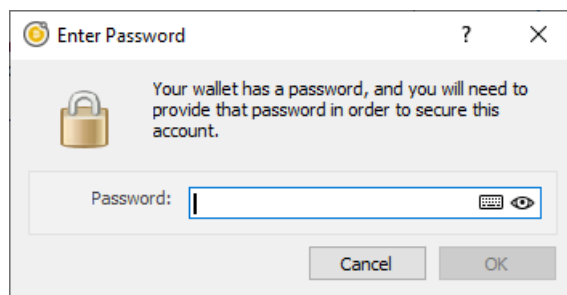 Enter Password
Your wallet has a password, and you will need to
provide that password in order to secure this
account.
Password:
Cancel
OK